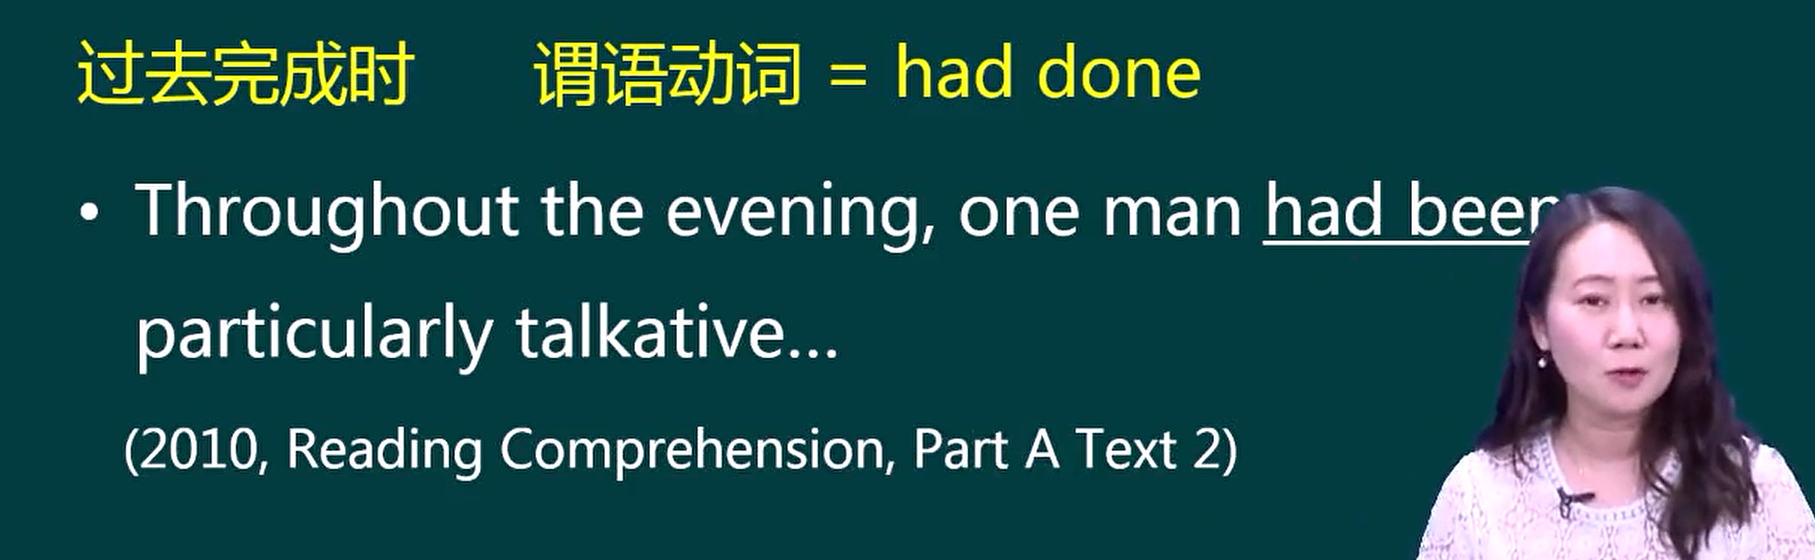 过去完成时 谓语动词 = had done
• Throughout the evening, one man had been
particularly talkative...
(2010, Reading Comprehension, Part A Text 2)